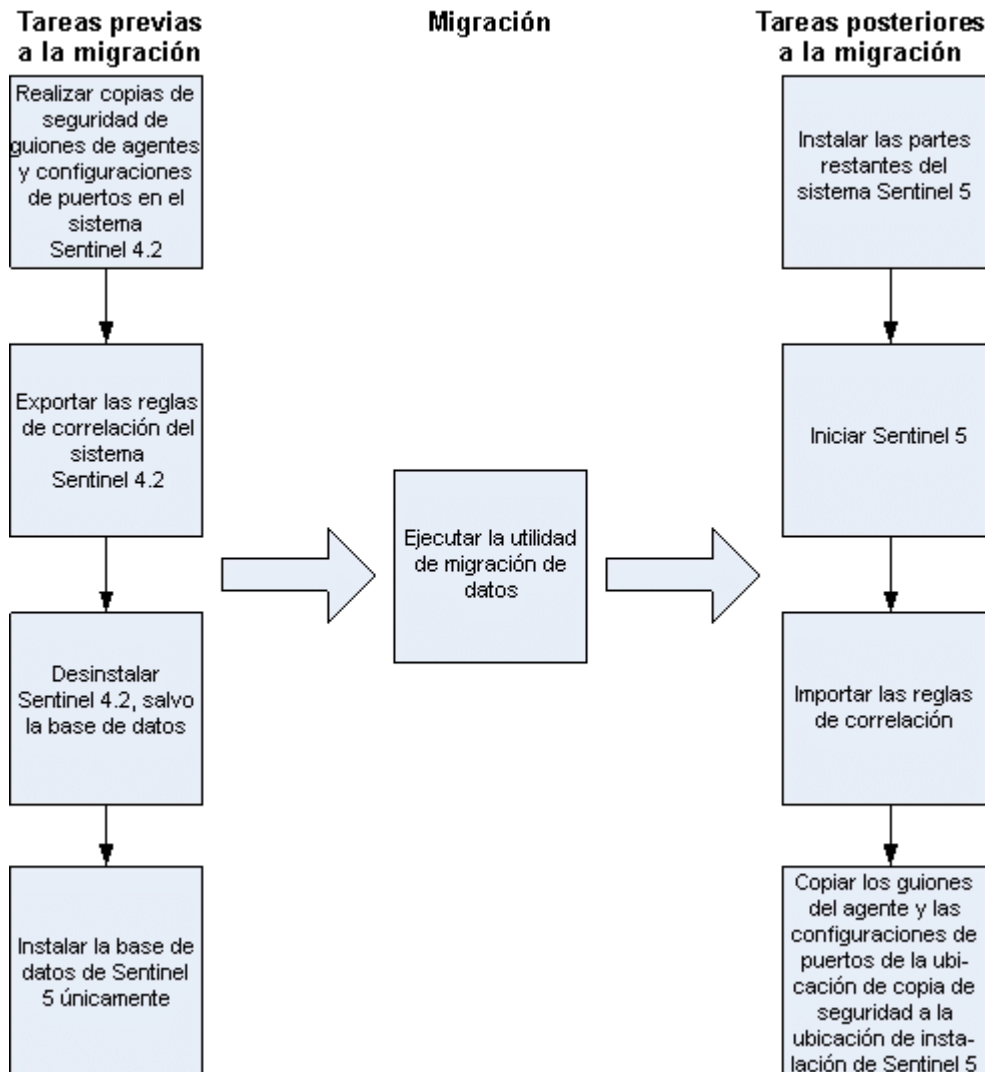 Tareas previas
a la migración
Realizar copias de
seguridad de
guiones de agentes
y configuraciones
de puertos en el
sistema
Sentinel 4.2
Exportar las reglas
de correlación del
sistema
Sentinel 4.2
Desinstalar
Sentinel 4.2, salvo
la base de datos
Instalar la base de
datos de Sentinel
5 únicamente
Migración
Ejecutar la utilidad
de migración de
datos
Tareas posteriores
a la migración
Instalar las partes
restantes del
sistema Sentinel 5
Iniciar Sentinel 5
Importar las reglas
de correlación
Copiar los guiones
del agente y las
configuraciones de
puertos de la ubi-
cación de copia de
seguridad a la
ubicación de insta-
lación de Sentinel 5